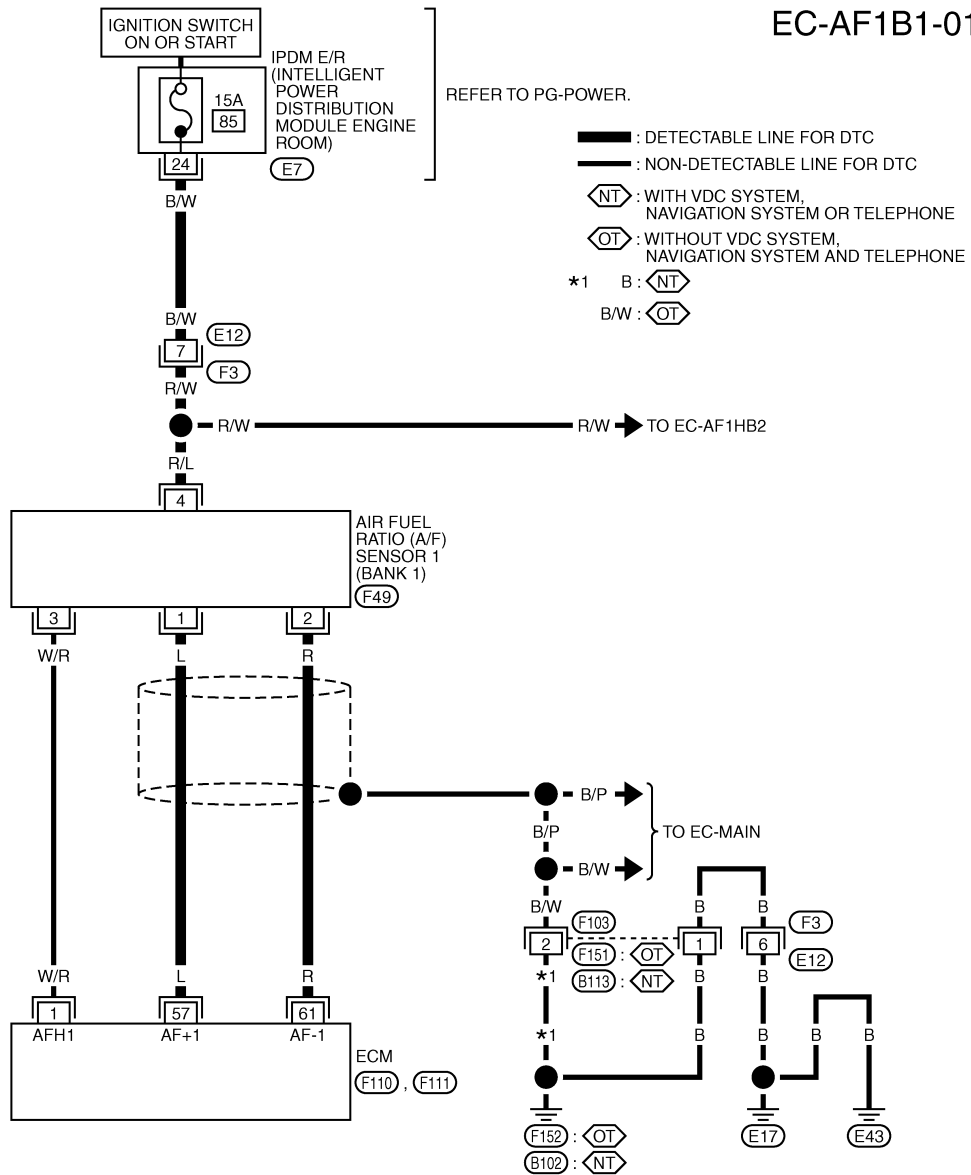 EC-AF1B1-01
IGNITION SWITCH
ON OR START
IPDM E/R
(INTELLIGENT
POWER
DISTRIBUTION
MODULE ENGINE
ROOM)
15A
85
24
E7
REFER TO PG-POWER.
: DETECTABLE LINE FOR DTC
: NON-DETECTABLE LINE FOR DTC
NT : WITH VDC SYSTEM,
NAVIGATION SYSTEM OR TELEPHONE
OT : WITHOUT VDC SYSTEM,
NAVIGATION SYSTEM AND TELEPHONE
*1 B : NT
B/W : OT
B/W
B/W
E12
7
F3
R/W
R/W R/W TO EC-AF1HB2
R/L
4
AIR FUEL
RATIO (A/F)
SENSOR 1
(BANK 1)
F49
3 1 2
W/R L R
B/P
B/P TO EC-MAIN
B/W
B/W B B
F103 F3
2 1 6
F151 : OT E12
B113 : NT
*1 B B
W/R L R
1 57 61
AFH1 AF+1 AF-1
*1 B B B B
ECM
F110 , F111
F152 : OT E17 E43
B102 : NT